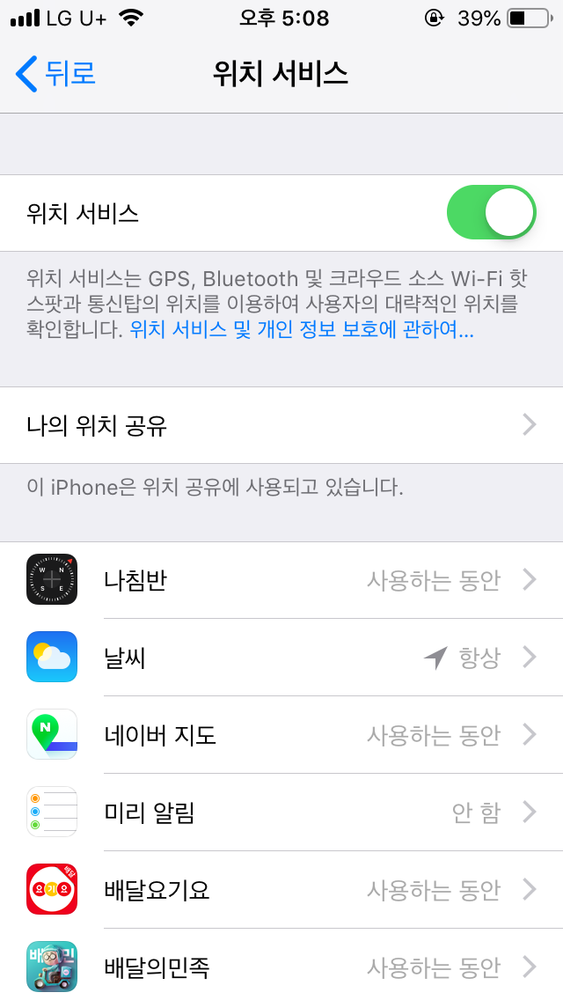 LG U+ 오후 5:08 39%
뒤로 위치 서비스
위치 서비스
위치 서비스는 GPS, Bluetooth 및 크라우드 소스 Wi-Fi 핫
스팟과 통신탑의 위치를 이용하여 사용자의 대략적인 위치를
확인합니다. 위치 서비스 및 개인 정보 보호에 관하여...
나의 위치 공유
이 iPhone은 위치 공유에 사용되고 있습니다.
W N
S E
나침반 사용하는 동안
날씨 항상
N
네이버 지도 사용하는 동안
미리 알림 안 함
배달
요기요
배달요기요 사용하는 동안
배 민
배달의민족 사용하는 동안